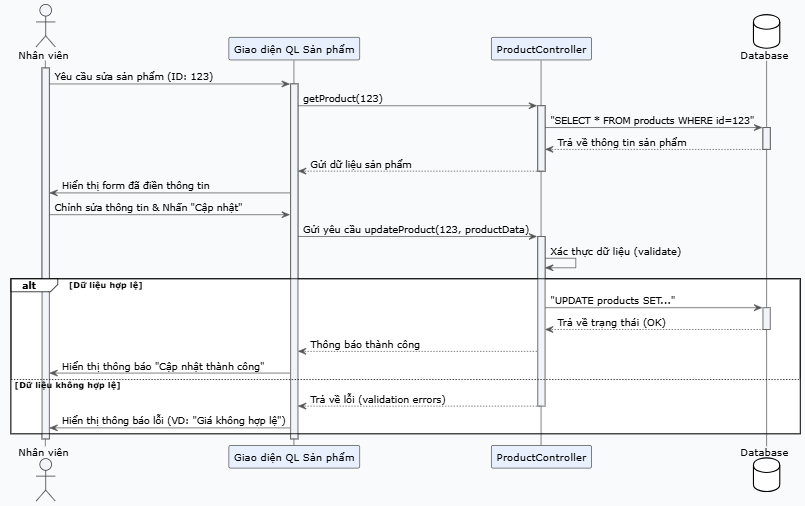 Nhân viên
Giao diện QL Sản phẩm
ProductController
Database
Yêu cầu sửa sản phẩm (ID: 123)
getProduct(123)
"SELECT * FROM products WHERE id=123"
Trả về thông tin sản phẩm
Gửi dữ liệu sản phẩm
Hiển thị form đã điền thông tin
Chỉnh sửa thông tin & Nhấn "Cập nhật"
Gửi yêu cầu updateProduct(123, productData)
Xác thực dữ liệu (validate)
alt [Dữ liệu hợp lệ]
"UPDATE products SET..."
Trả về trạng thái (OK)
Thông báo thành công
Hiển thị thông báo "Cập nhật thành công"
[Dữ liệu không hợp lệ]
Trả về lỗi (validation errors)
Hiển thị thông báo lỗi (VD: "Giá không hợp lệ")
Nhân viên
Giao diện QL Sản phẩm
ProductController
Database